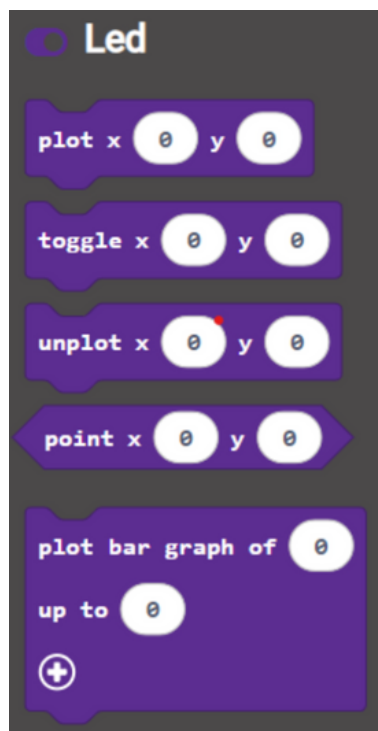 Led
plot x 0 y 0
toggle x 0 y 0
unplot x 0 y 0
point x 0 y 0
plot bar graph of 0
up to 0